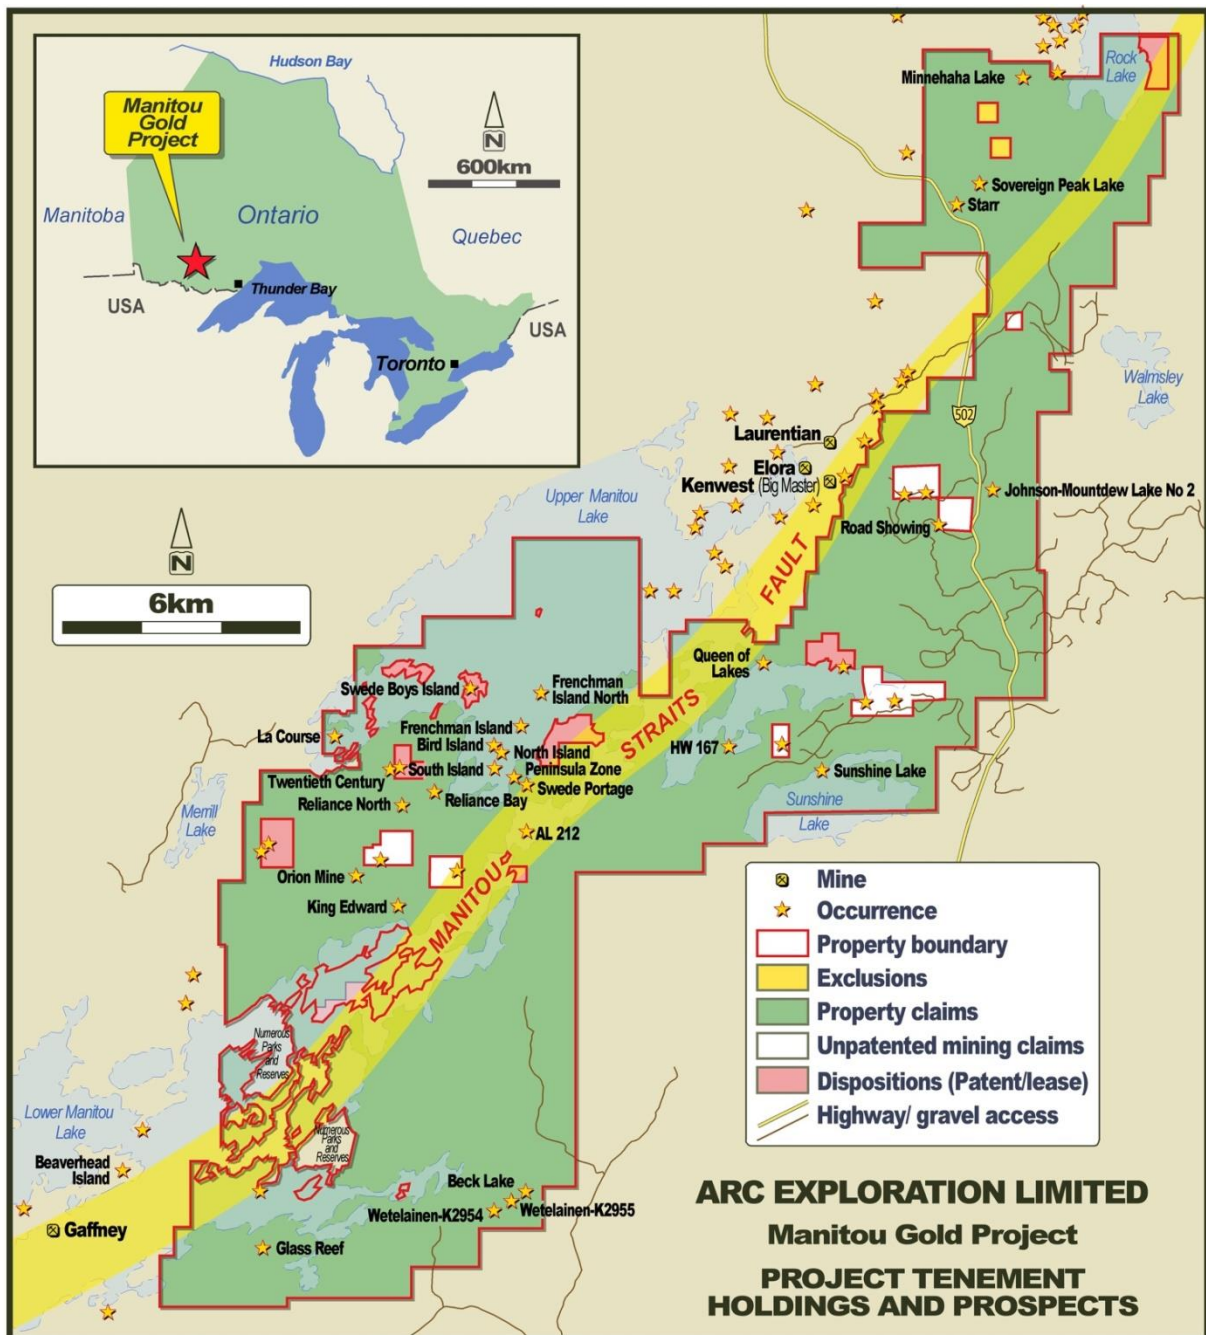 Hudson Bay
Manitou
Gold
Project
N
600km
Manitoba
Ontario
Quebec
USA
Thunder Bay
USA
Toronto
Rock
Lake
Minnehaha Lake
Sovereign Peak Lake
Starr
Walmsley
Lake
502
Laurentian
Elora
Kenwest (Big Master)
Johnson-Mountdew Lake No 2
Road Showing
Upper Manitou
Lake
N
6km
FAULT
STRAITS
MANITOU
Queen of
Lakes
Swede Boys Island
Frenchman
Island North
La Course
Frenchman Island
Bird Island
North Island
HW 167
Twentieth Century
South Island
Peninsula Zone
Sunshine Lake
Swede Portage
Reliance North
Reliance Bay
Merrill
Lake
Sunshine
Lake
AL 212
Orion Mine
King Edward
Numerous
Parks
and
Reserves
Numerous
Parks
and
Reserves
Lower Manitou
Lake
Beaverhead
Island
Gaffney
Beck Lake
Wetelainen-K2954
Wetelainen-K2955
Glass Reef
Mine
Occurrence
Property boundary
Exclusions
Property claims
Unpatented mining claims
Dispositions (Patent/lease)
Highway/ gravel access
ARC EXPLORATION LIMITED
Manitou Gold Project
PROJECT TENEMENT
HOLDINGS AND PROSPECTS